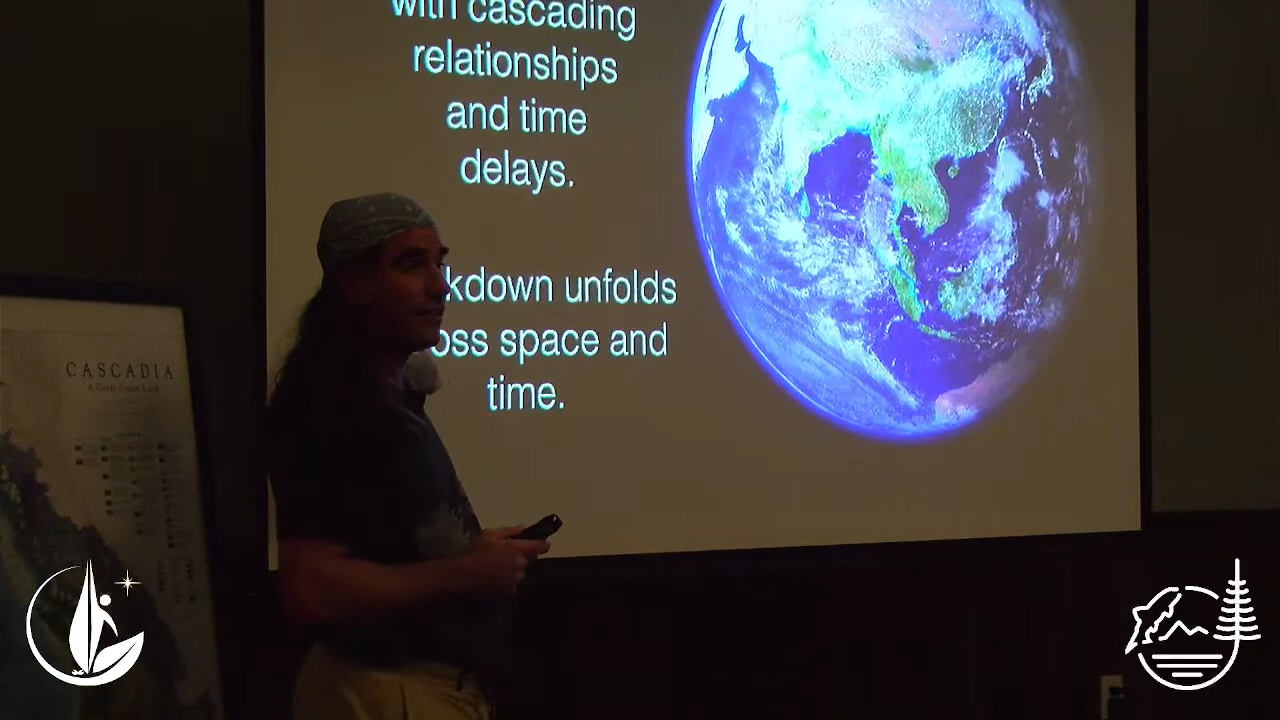 with cascading
relationships
and time
delays.
kdown unfolds
oss space and
time.
CASCADIA
A Great Green Land